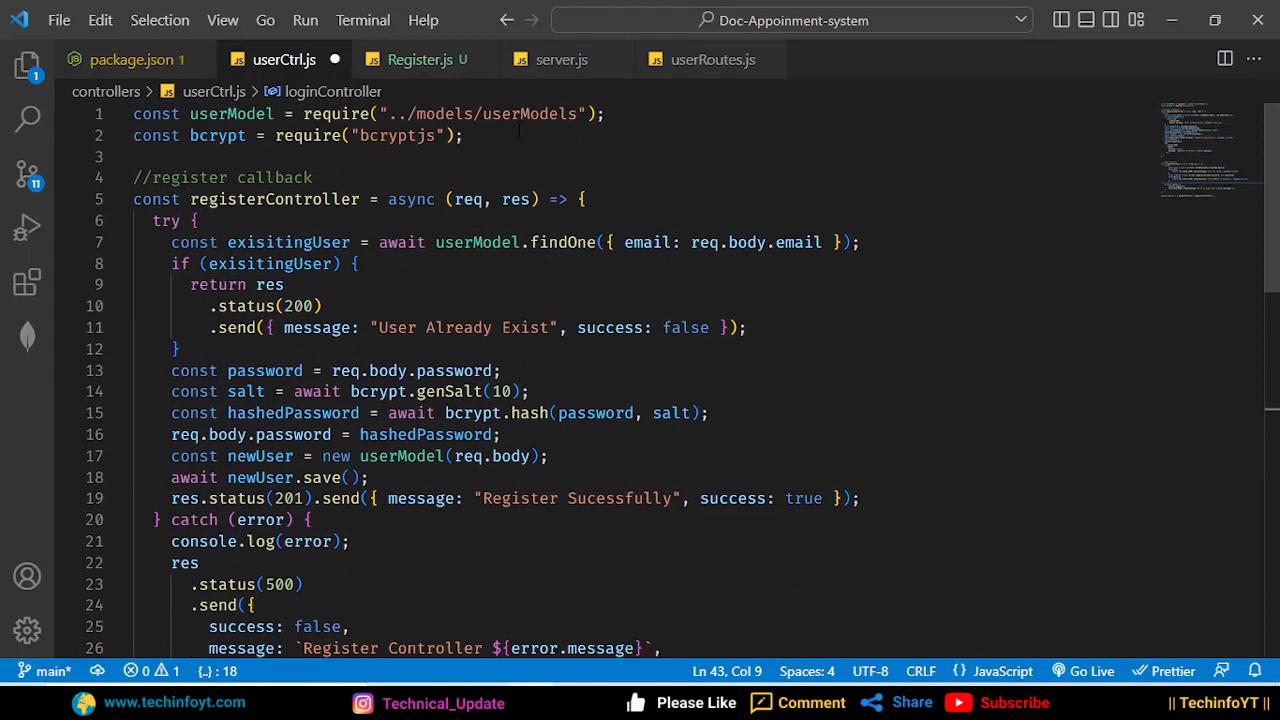 File Edit Selection View Go Run Terminal Help Doc-Appoinment-system
package.json 1 JS userCtrl.js JS Register.js U JS server.js JS userRoutes.js
controllers > JS userCtrl.js > loginController
1 const userModel = require("../models/userModels");
2 const bcrypt = require("bcryptjs");
3
4 //register callback
5 const registerController = async (req, res) => {
6 try {
7 const exisitingUser = await userModel.findOne({ email: req.body.email });
8 if (exisitingUser) {
9 return res
10 .status(200)
11 .send({ message: "User Already Exist", success: false });
12 }
13 const password = req.body.password;
14 const salt = await bcrypt.genSalt(10);
15 const hashedPassword = await bcrypt.hash(password, salt);
16 req.body.password = hashedPassword;
17 const newUser = new userModel(req.body);
18 await newUser.save();
19 res.status(201).send({ message: "Register Sucessfully", success: true });
20 } catch (error) {
21 console.log(error);
22 res
23 .status(500)
24 .send({
25 success: false,
26 message: `Register Controller ${error.message}`,
1
11
main* 0 1 {..} : 18 Ln 43, Col 9 Spaces: 4 UTF-8 CRLF {} JavaScript Go Live Prettier
www.techinfoyt.com Technical_Update Please Like Comment Share Subscribe || TechinfoYT ||